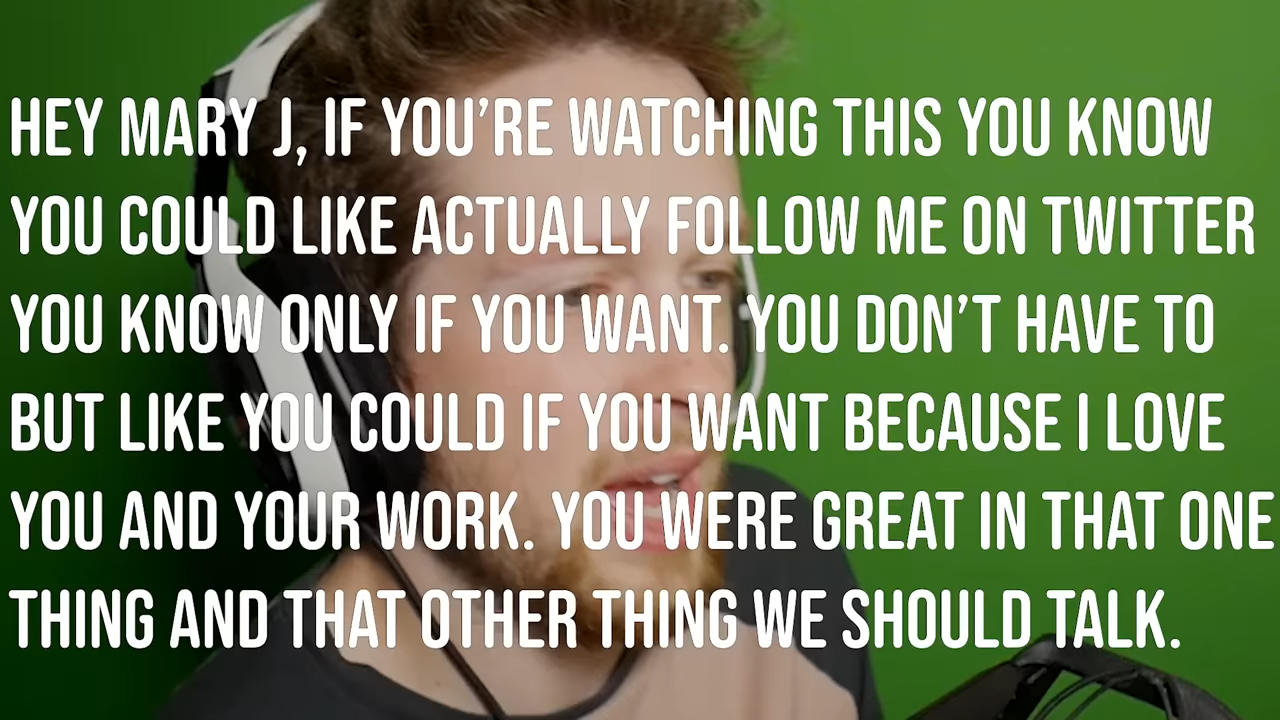 HEY MARY J, IF YOU'RE WATCHING THIS YOU KNOW
YOU COULD LIKE ACTUALLY FOLLOW ME ON TWITTER
YOU KNOW ONLY IF YOU WANT. YOU DON'T HAVE TO
BUT LIKE YOU COULD IF YOU WANT BECAUSE I LOVE
YOU AND YOUR WORK. YOU WERE GREAT IN THAT ONE
THING AND THAT OTHER THING WE SHOULD TALK.